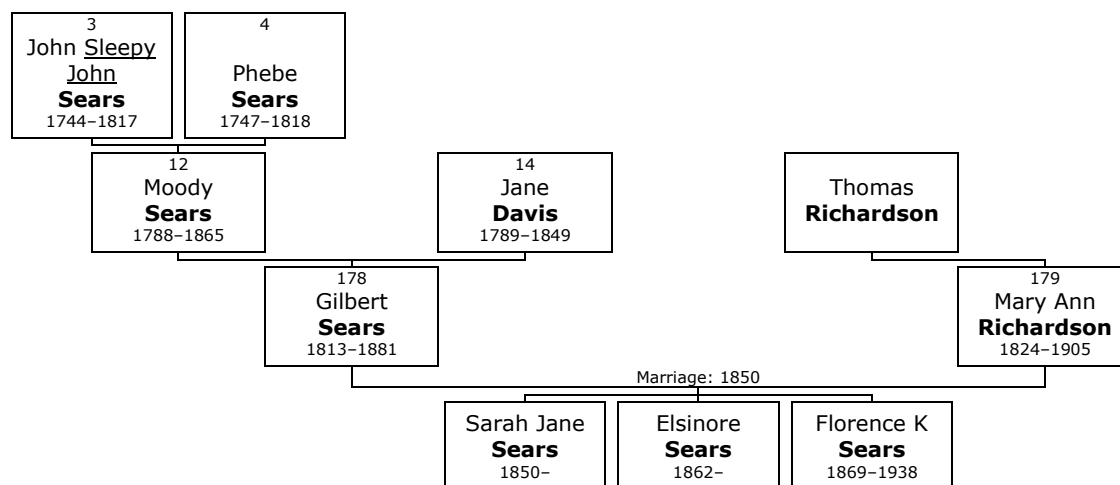 3
John Sleepy
John
Sears
1744–1817
4
Phebe
Sears
1747–1818
12
Moody
Sears
1788–1865
14
Jane
Davis
1789–1849
Thomas
Richardson
178
Gilbert
Sears
1813–1881
179
Mary Ann
Richardson
1824–1905
Marriage: 1850
Sarah Jane
Sears
1850–
Elsinore
Sears
1862–
Florence K
Sears
1869–1938